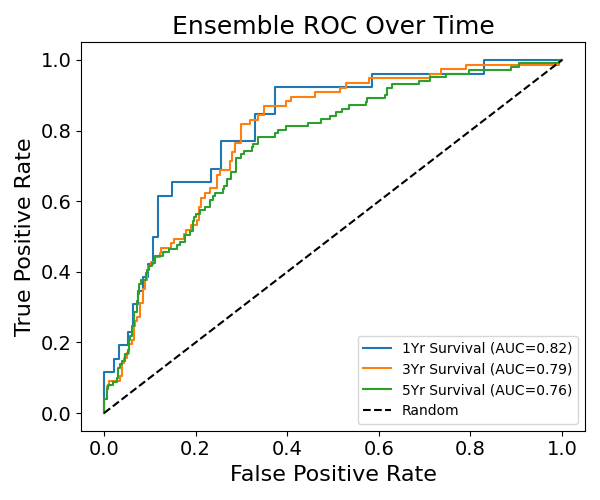 Ensemble ROC Over Time
True Positive Rate
1.0
0.8
0.6
0.4
0.2
0.0
1Yr Survival (AUC=0.82)
3Yr Survival (AUC=0.79)
5Yr Survival (AUC=0.76)
Random
0.0 0.2 0.4 0.6 0.8 1.0
False Positive Rate